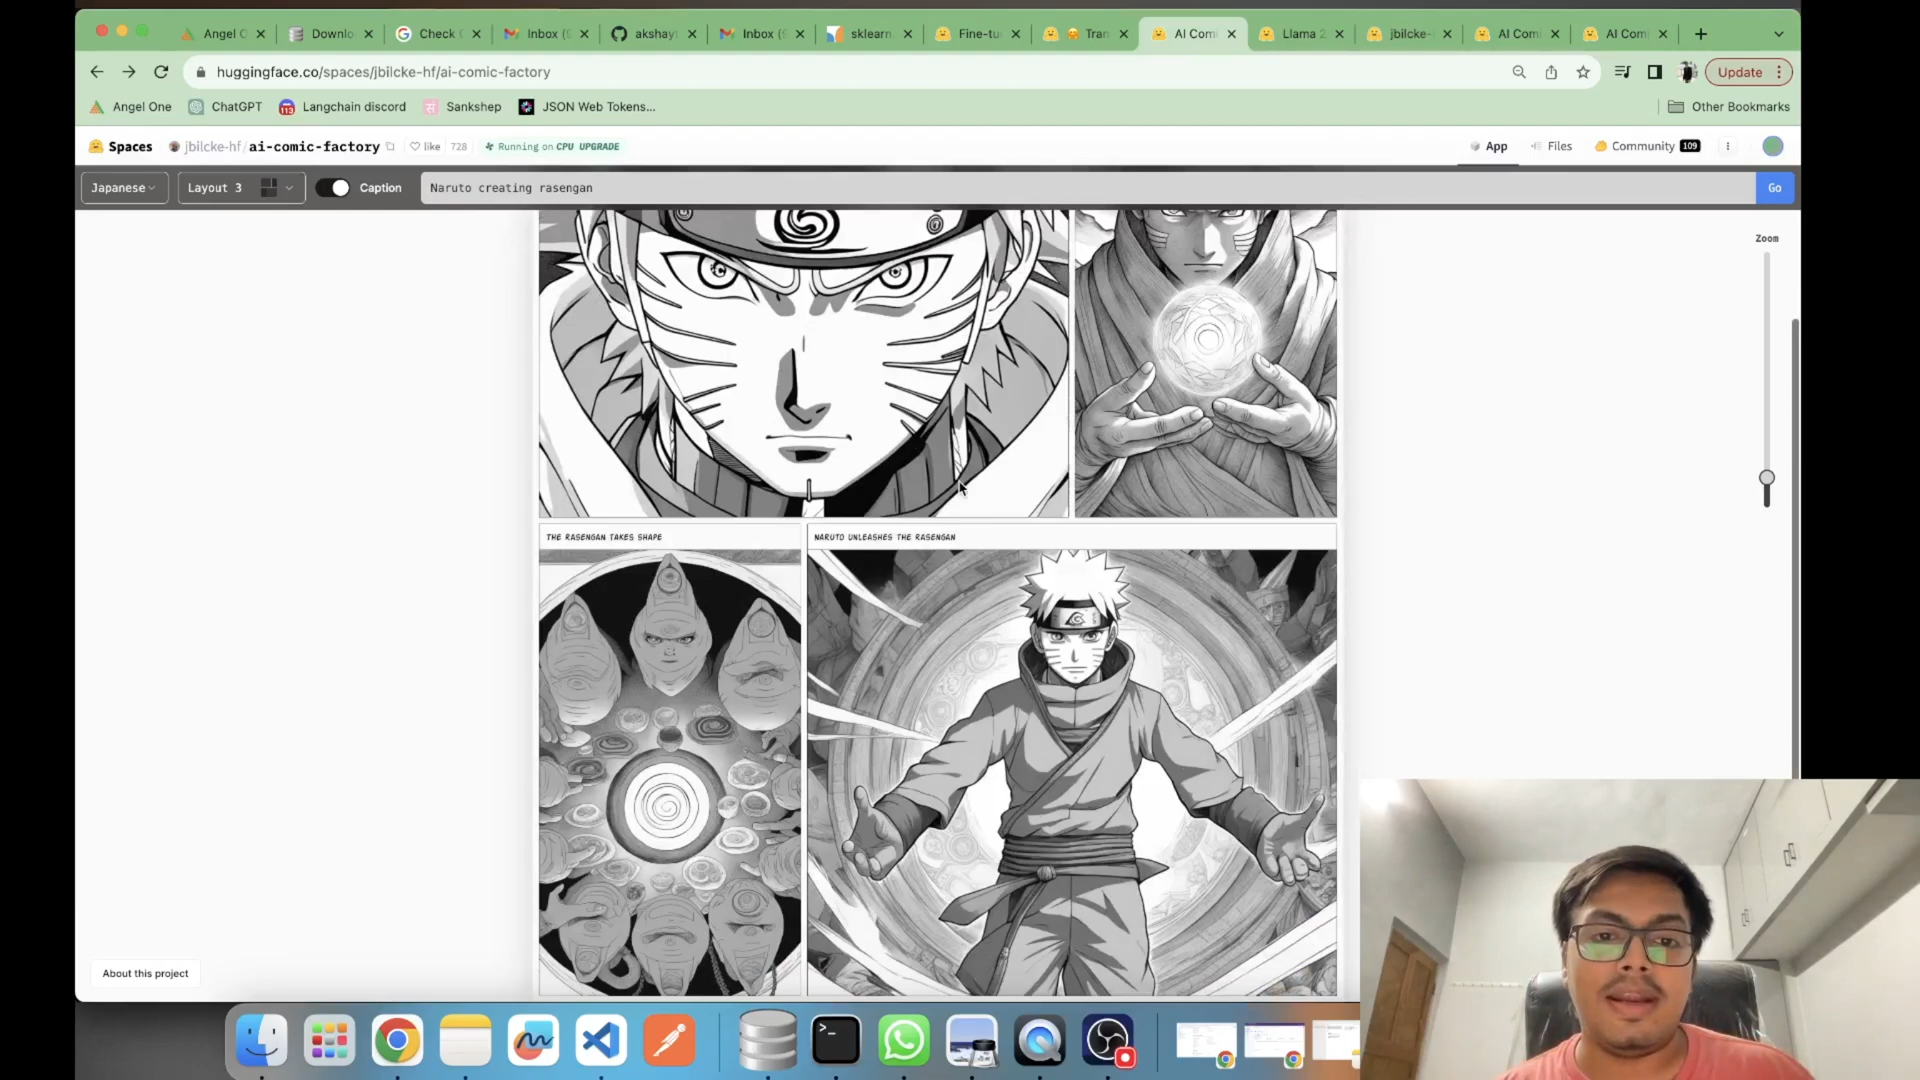 Angel O
Downlo
Check
Inbox (
akshay
Inbox (
sklearn.
Fine-tu
Tran
AI Com
Llama 2
jbilcke-
AI Com
AI Com
huggingface.co/spaces/jbilcke-hf/ai-comic-factory
Update
Angel One
ChatGPT
113
Langchain discord
Sankshep
JSON Web Tokens...
Other Bookmarks
Spaces
jbilcke-hf/ai-comic-factory
like 728
Running on CPU UPGRADE
App
Files
Community 109
Japanese
Layout 3
Caption
Naruto creating rasengan
Go
Zoom
THE RASENGAN TAKES SHAPE
NARUTO UNLEASHES THE RASENGAN
About this project